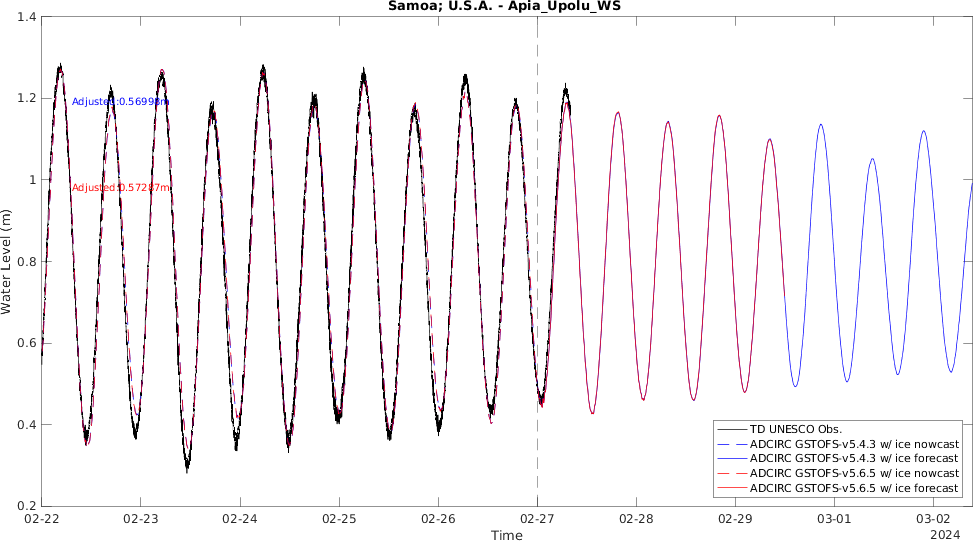 Samoa; U.S.A. - Apia_Upolu_WS
1.4
1.2
1
0.8
0.6
0.4
0.2
Water Level (m)
Adjusted:0.56998m
Adjusted:0.57287m
TD UNESCO Obs.
ADCIRC GSTOFS-v5.4.3 w/ ice nowcast
ADCIRC GSTOFS-v5.4.3 w/ ice forecast
ADCIRC GSTOFS-v5.6.5 w/ ice nowcast
ADCIRC GSTOFS-v5.6.5 w/ ice forecast
02-22 02-23 02-24 02-25 02-26 02-27 02-28 02-29 03-01 03-02
Time
2024